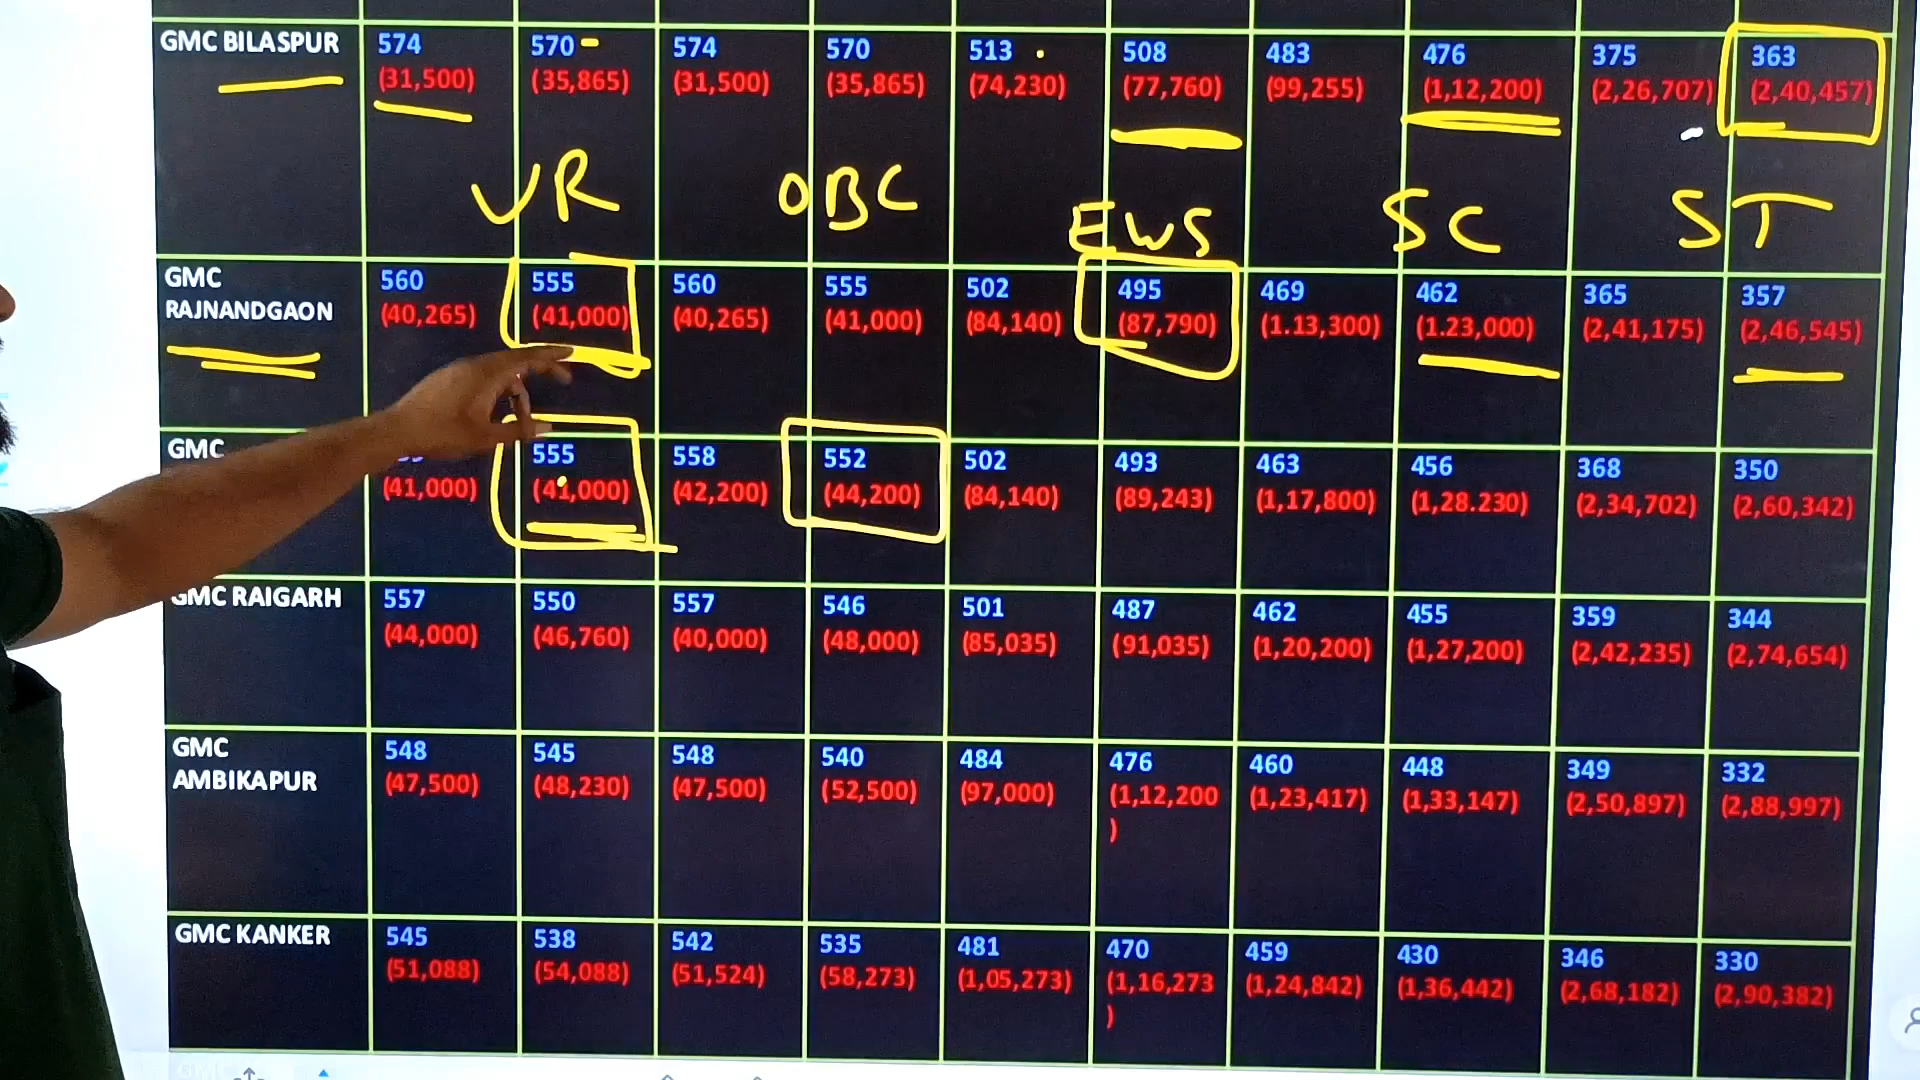 GMC BILASPUR 574 570 574 570 513 508 483 476 375 363
(31,500) (35,865) (31,500) (35,865) (74,230) (77,760) (99,255) (1,12,200) (2,26,707) (2,40,457)
UR OBC EWS SC ST
GMC 560 555 560 555 502 495 469 462 365 357
RAJNANDGAON (40,265) (41,000) (40,265) (41,000) (84,140) (87,790) (1.13,300) (1.23,000) (2,41,175) (2,46,545)
GMC 555 558 552 502 493 463 456 368 350
(41,000) (41,000) (42,200) (44,200) (84,140) (89,243) (1,17,800) (1,28.230) (2,34,702) (2,60,342)
GMC RAIGARH 557 550 557 546 501 487 462 455 359 344
(44,000) (46,760) (40,000) (48,000) (85,035) (91,035) (1,20,200) (1,27,200) (2,42,235) (2,74,654)
GMC 548 545 548 540 484 476 460 448 349 332
AMBIKAPUR (47,500) (48,230) (47,500) (52,500) (97,000) (1,12,200 (1,23,417) (1,33,147) (2,50,897) (2,88,997)
)
GMC KANKER 545 538 542 535 481 470 459 430 346 330
(51,088) (54,088) (51,524) (58,273) (1,05,273) (1,16,273 (1,24,842) (1,36,442) (2,68,182) (2,90,382)
)
GMC